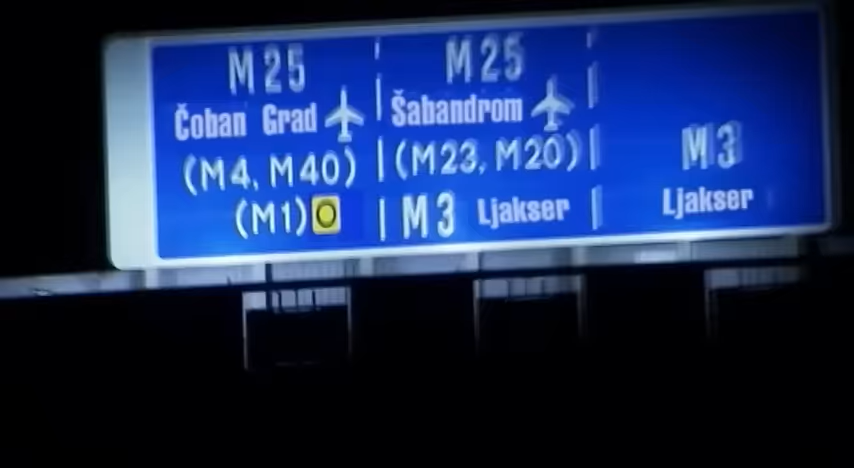 M25
Čoban Grad
(M4, M40)
(M1) O
M25
Šabandrom
(M23, M20)
M3 Ljakser
M3
Ljakser